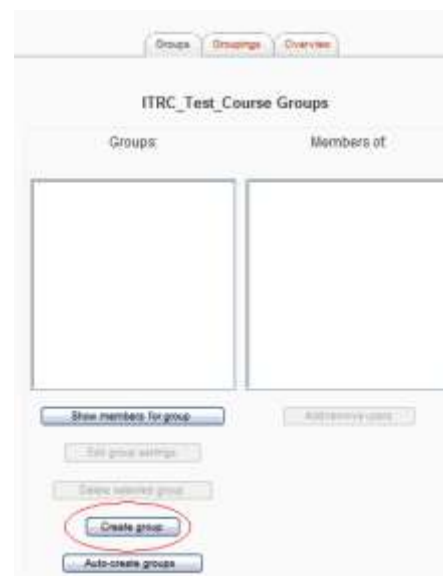 Groups Groupings Overview
ITRC_Test_Course Groups
Groups: Members of:
Show members for group Add/remove users
Edit group settings
Delete selected group
Create group
Auto-create groups